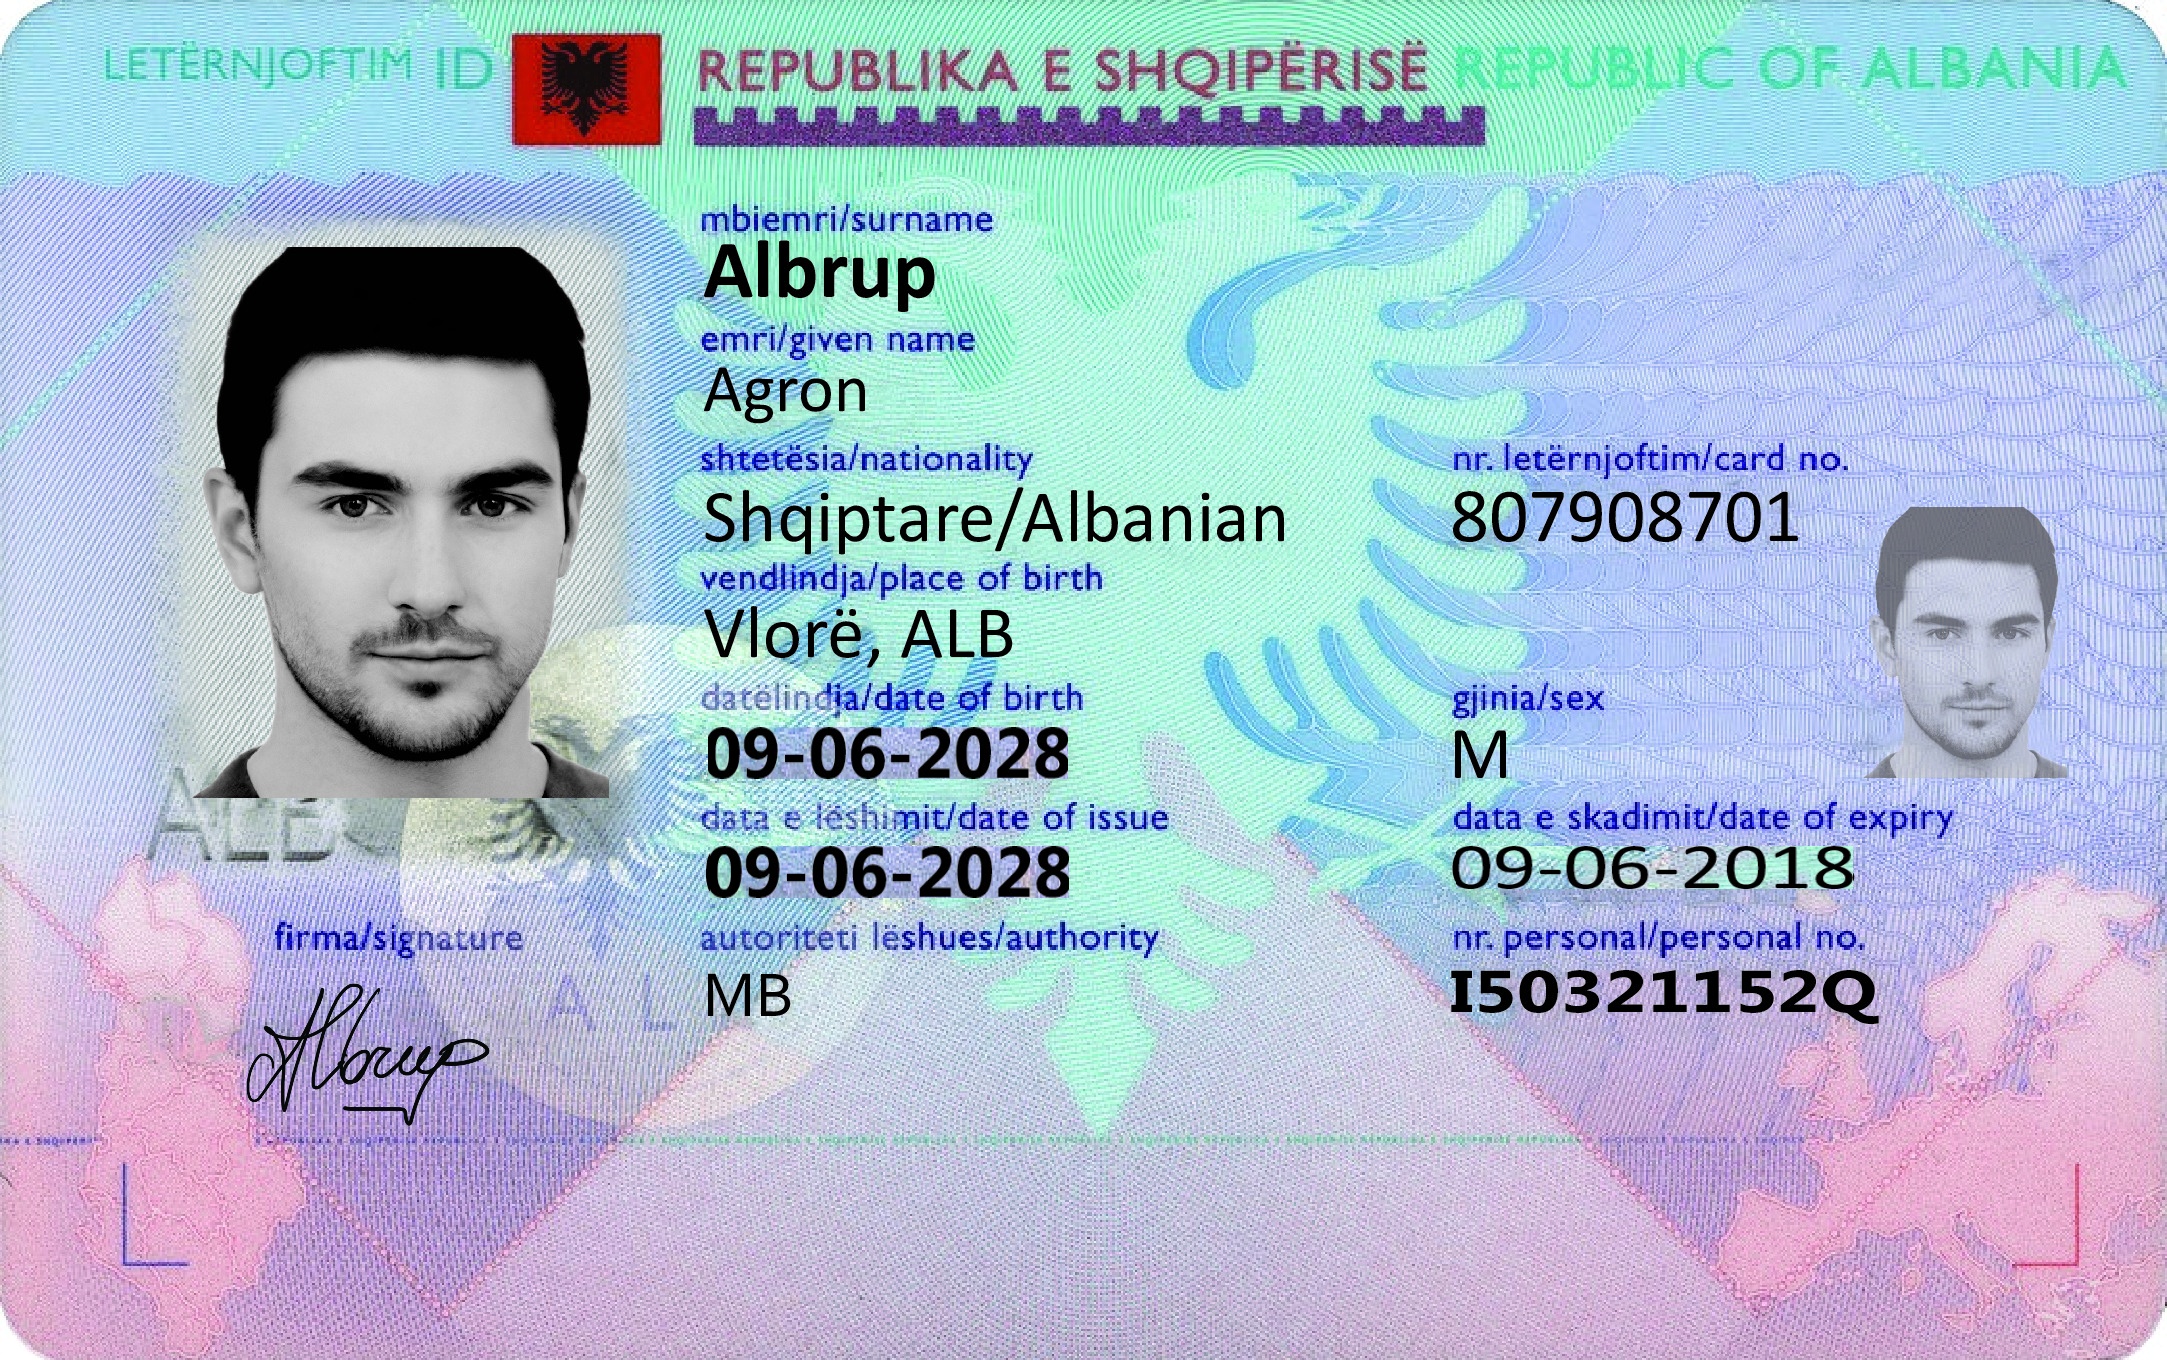 LETËRNJOFTIM ID REPUBLIKA E SHQIPËRISË REPUBLIC OF ALBANIA
mbiemri/surname
Albrup
emri/given name
Agron
shtetësia/nationality nr. letërnjoftim/card no.
Shqiptare/Albanian 807908701
vendlindja/place of birth
Vlorë, ALB
datëlindja/date of birth gjinia/sex
09-06-2028 M
ALB
data e lëshimit/date of issue data e skadimit/date of expiry
09-06-2028 09-06-2018
firma/signature autoriteti lëshues/authority nr. personal/personal no.
Albrup MB I50321152Q
A L